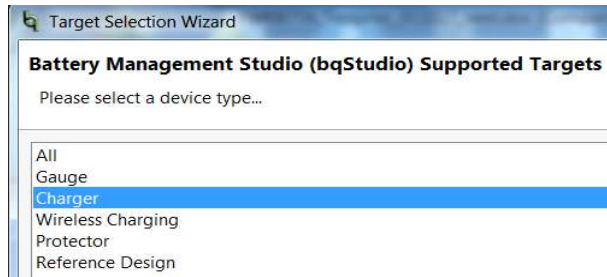 Target Selection Wizard
Battery Management Studio (bqStudio) Supported Targets
Please select a device type...
All
Gauge
Charger
Wireless Charging
Protector
Reference Design